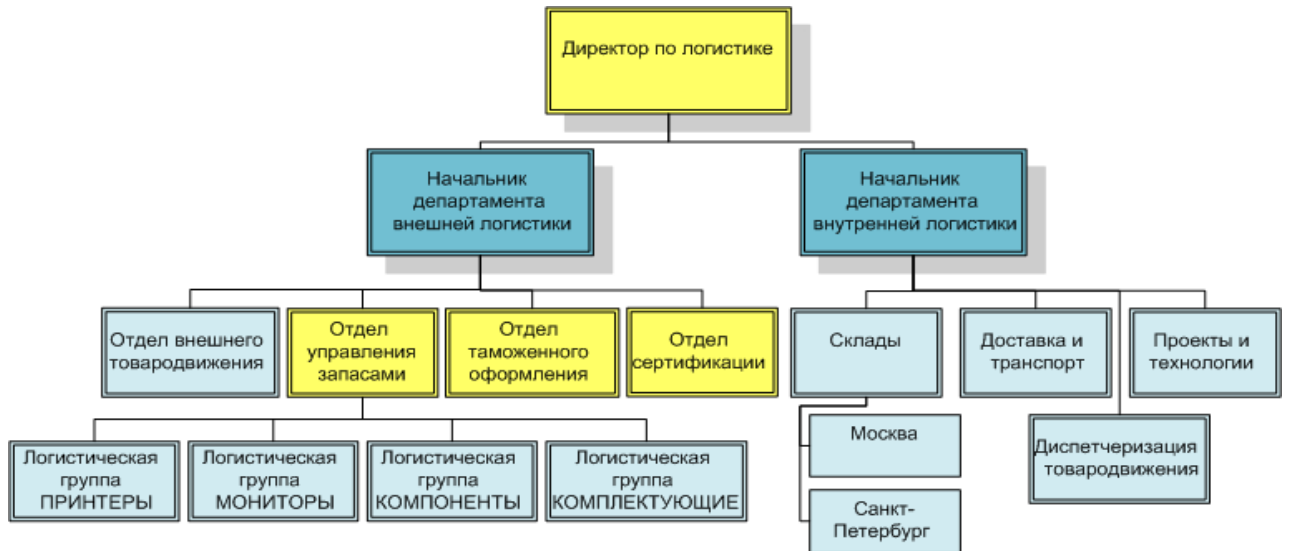 Директор по логистике
Начальник
департамента
внешней логистики
Начальник
департамента
внутренней логистики
Отдел внешнего
товародвижения
Отдел
управления
запасами
Отдел
таможенного
оформления
Отдел
сертификации
Склады
Доставка и
транспорт
Проекты и
технологии
Логистическая
группа
ПРИНТЕРЫ
Логистическая
группа
МОНИТОРЫ
Логистическая
группа
КОМПОНЕНТЫ
Логистическая
группа
КОМПЛЕКТУЮЩИЕ
Москва
Санкт-
Петербург
Диспетчеризация
товародвижения